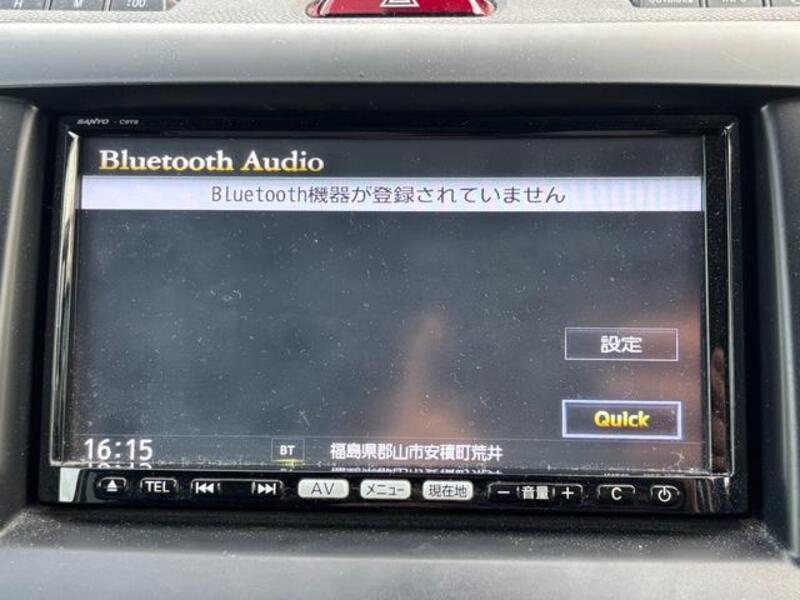 H M :00
SANYO
Bluetooth Audio
Bluetooth機器が登録されていません
設定
Quick
16:15 BT 福島県郡山市安積町荒井
TEL AV メニュー 現在地 − 音量 + C